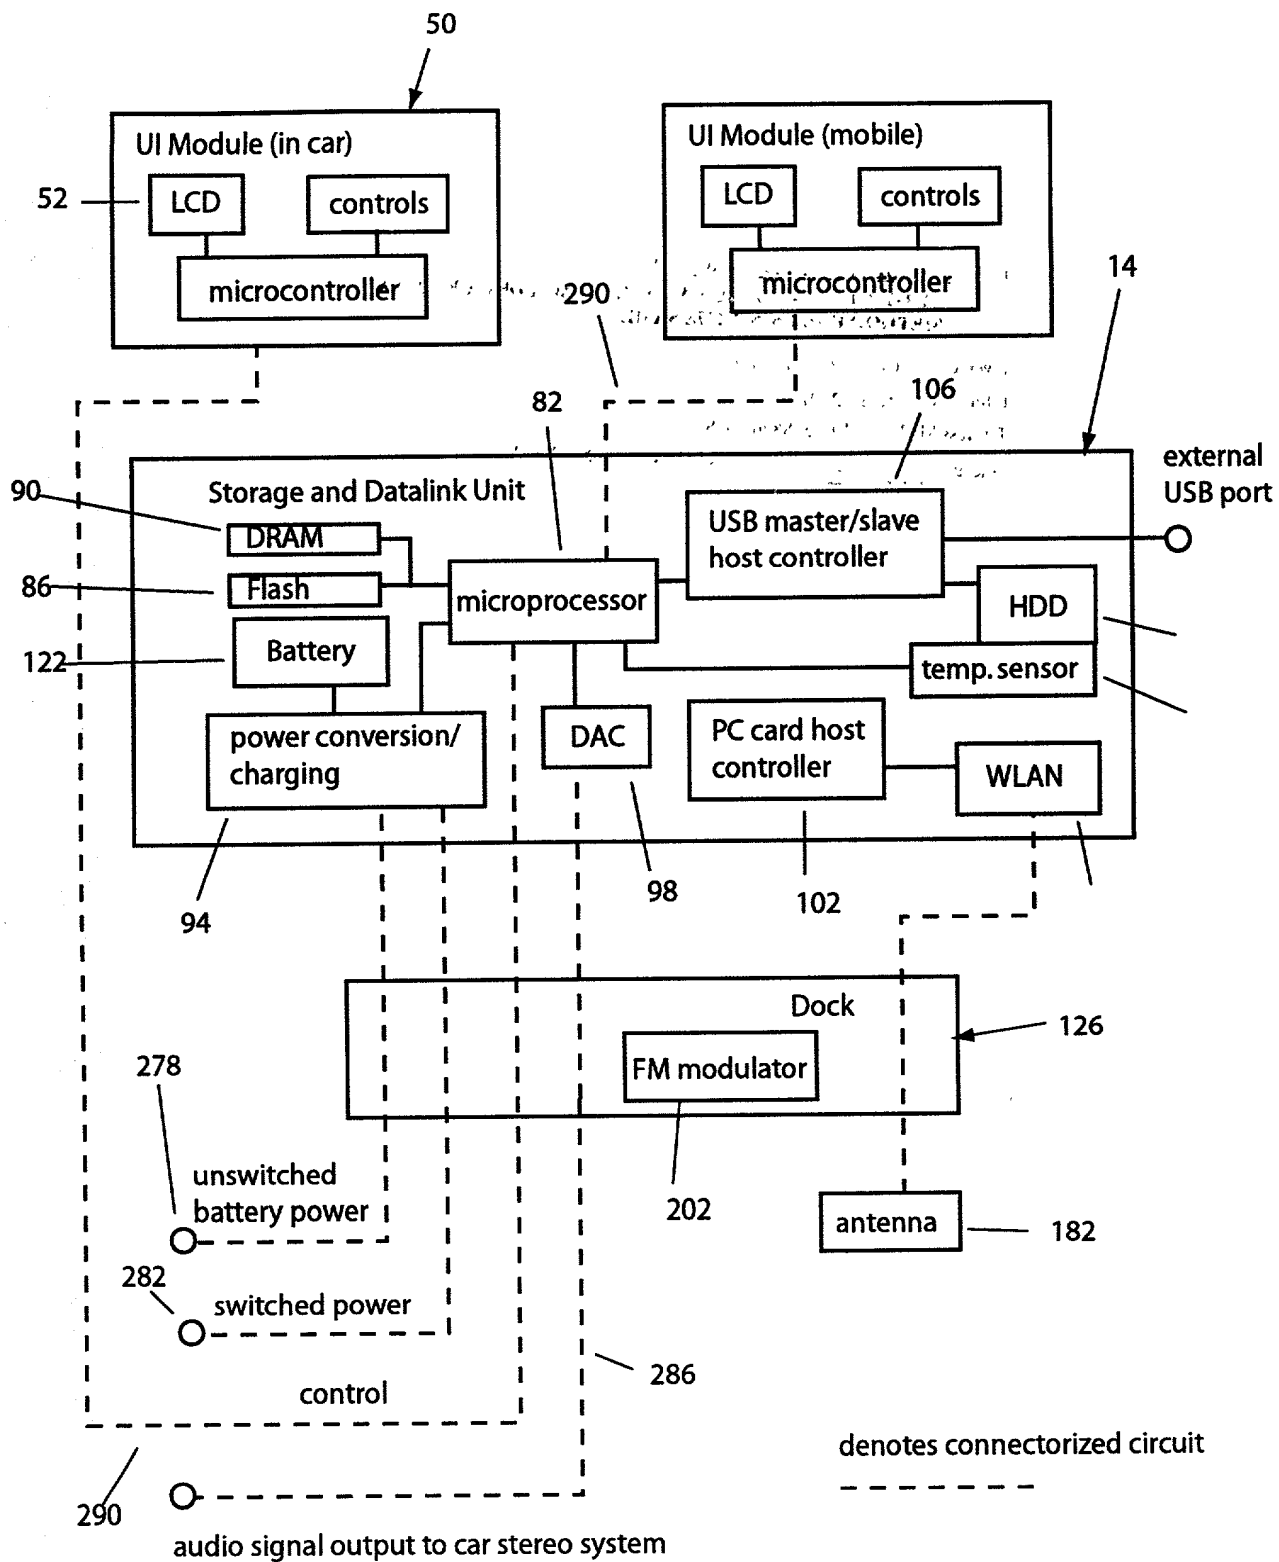 50
UI Module (in car)
52
LCD
controls
microcontroller
UI Module (mobile)
LCD
controls
microcontroller
290
14
82
106
external
USB port
Storage and Datalink Unit
90
DRAM
86
Flash
122
Battery
microprocessor
USB master/slave
host controller
HDD
temp. sensor
power conversion/
charging
DAC
PC card host
controller
WLAN
94
98
102
Dock
126
FM modulator
278
202
unswitched
battery power
antenna
182
282
switched power
286
control
denotes connectorized circuit
290
audio signal output to car stereo system